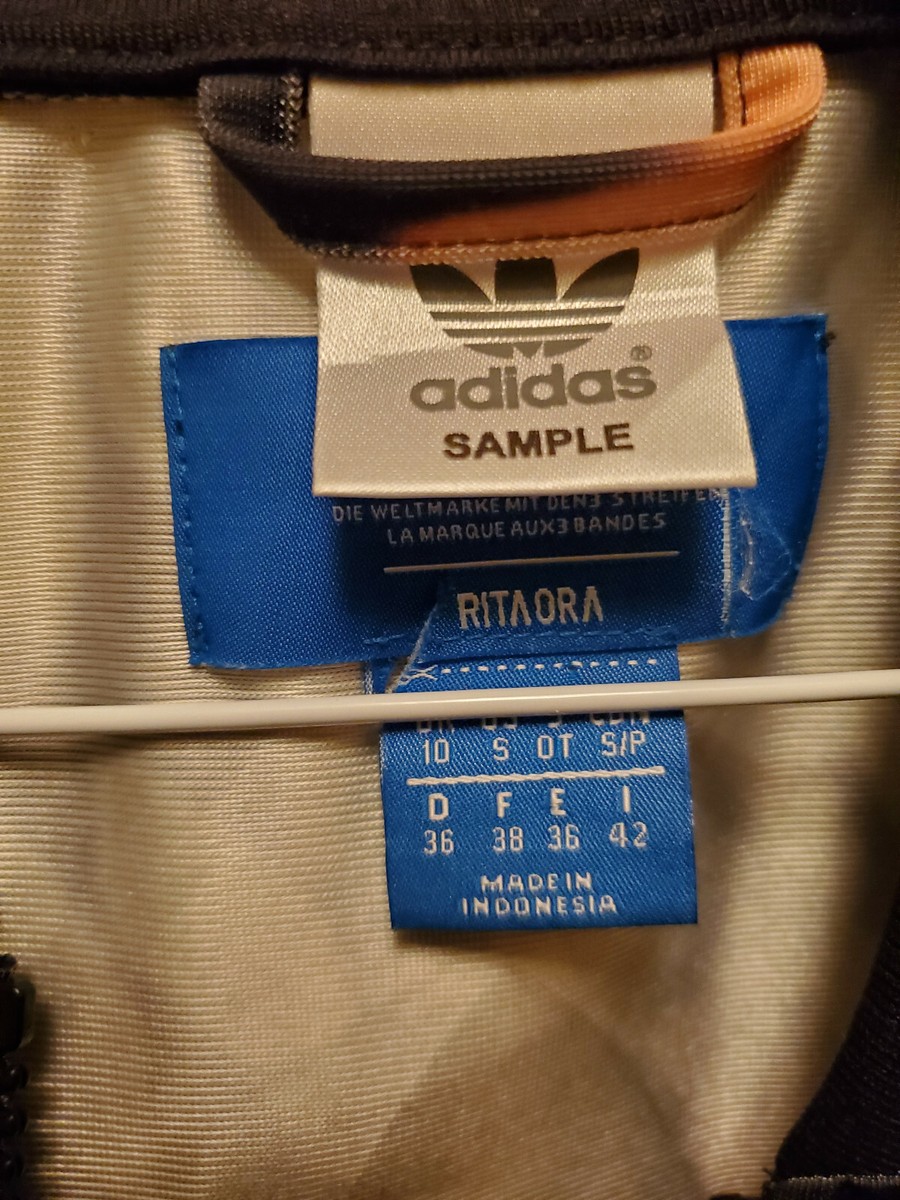 adidas®
SAMPLE
DIE WELTMARKE MIT DEN 3 STREIFEN
LA MARQUE AUX 3 BANDES
RITA ORA
10 S OT S/P
D F E I
36 38 36 42
MADE IN
INDONESIA